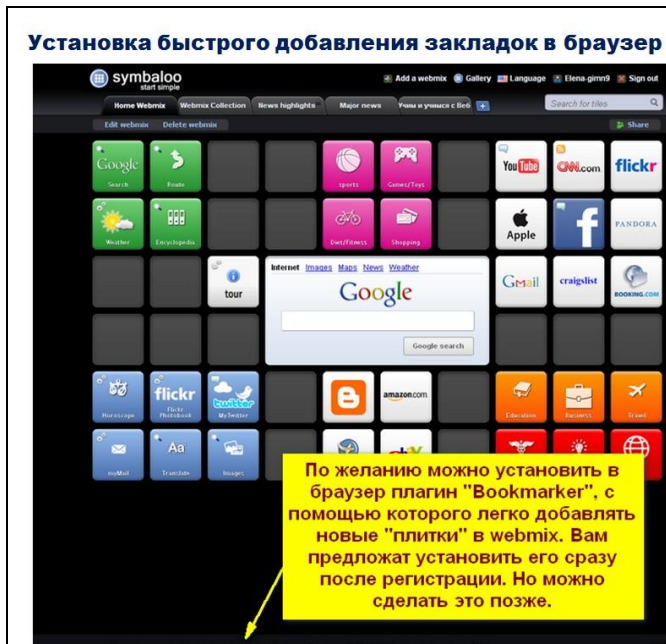 Установка быстрого добавления закладок в браузер
symbaloo
start simple
Add a webmix Gallery Language Elena-gimn9 Sign out
Home Webmix Webmix Collection News highlights Major news Учим и учимся с Веб
Search for tiles
Edit webmix Delete webmix Share
Google YouTube CNN.com flickr
Search Route sports Games/Toys
Apple f PANDORA
Weather Encyclopedia Diet/Fitness Shopping
tour
Internet Images Maps News Weather
Google
Google search
Gmail craigslist BOOKING.COM
flickr twitter amazon.com
Horoscope Flickr Photobook MyTwitter Education Business Travel
Aa
myMail Translate Images
По желанию можно установить в
браузер плагин "Bookmarker", с
помощью которого легко добавлять
новые "плитки" в webmix. Вам
предложат установить его сразу
после регистрации. Но можно
сделать это позже.